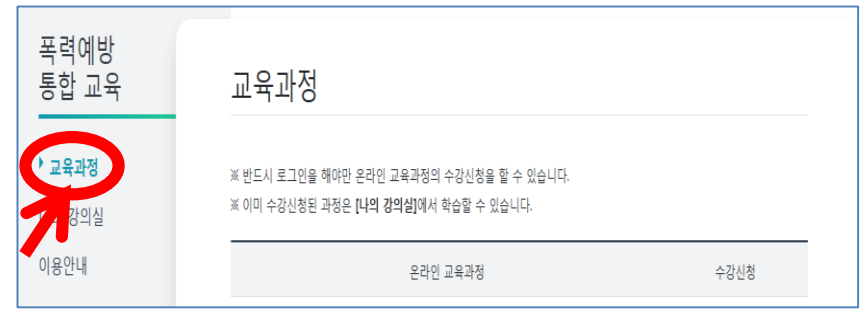 폭력예방
통합 교육
교육과정
강의실
이용안내
교육과정
※ 반드시 로그인을 해야만 온라인 교육과정의 수강신청을 할 수 있습니다.
※ 이미 수강신청된 과정은 [나의 강의실]에서 학습할 수 있습니다.
온라인 교육과정 수강신청